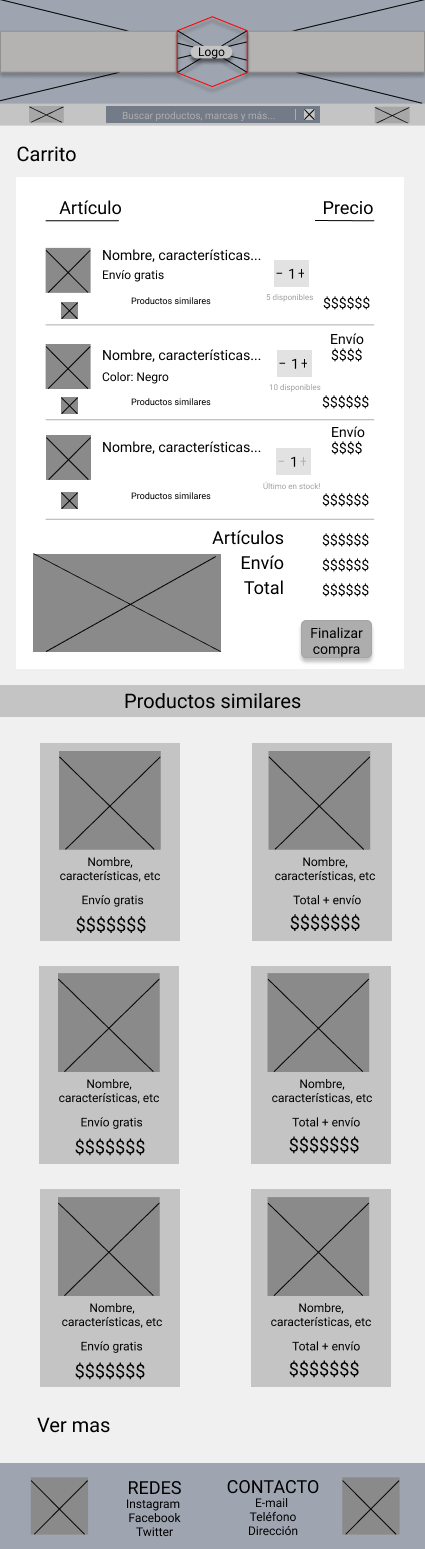 Logo
Buscar productos, marcas y más...
Carrito
Artículo
Precio
Nombre, características...
Envío gratis
- 1 +
5 disponibles
Productos similares
$$$$$$
Envío
$$$$
Nombre, características...
Color: Negro
- 1 +
10 disponibles
Productos similares
$$$$$$
Envío
$$$$
Nombre, características...
- 1 +
Último en stock!
Productos similares
$$$$$$
Artículos $$$$$$
Envío $$$$$$
Total $$$$$$
Finalizar
compra
Productos similares
Nombre,
características, etc
Envío gratis
$$$$$$$
Nombre,
características, etc
Total + envío
$$$$$$$
Nombre,
características, etc
Envío gratis
$$$$$$$
Nombre,
características, etc
Total + envío
$$$$$$$
Nombre,
características, etc
Envío gratis
$$$$$$$
Nombre,
características, etc
Total + envío
$$$$$$$
Ver mas
REDES
Instagram
Facebook
Twitter
CONTACTO
E-mail
Teléfono
Dirección